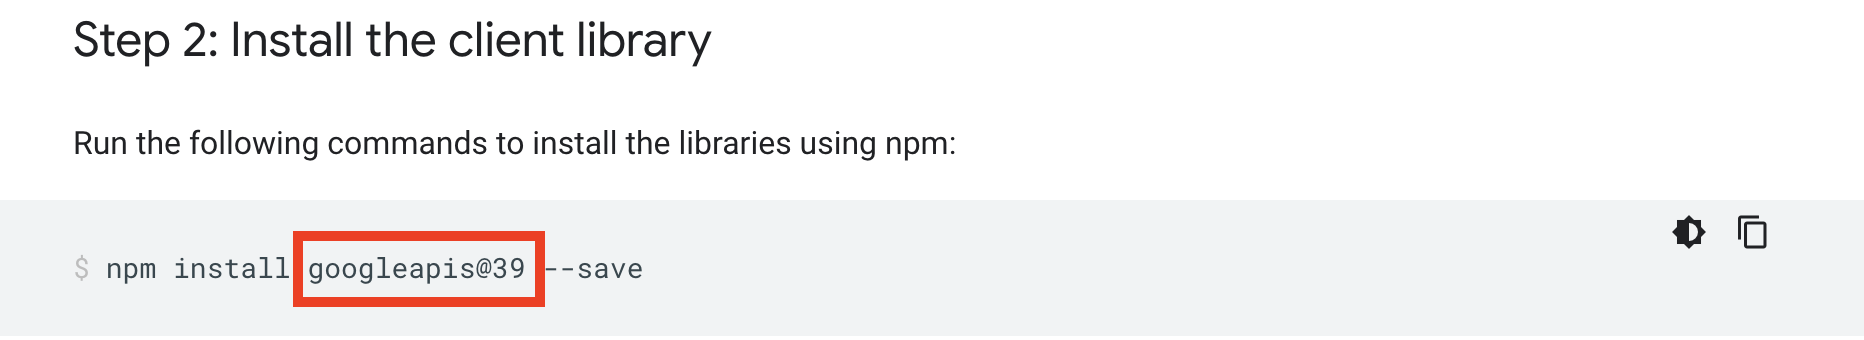 Step 2: Install the client library
Run the following commands to install the libraries using npm:
$ npm install googleapis@39 --save